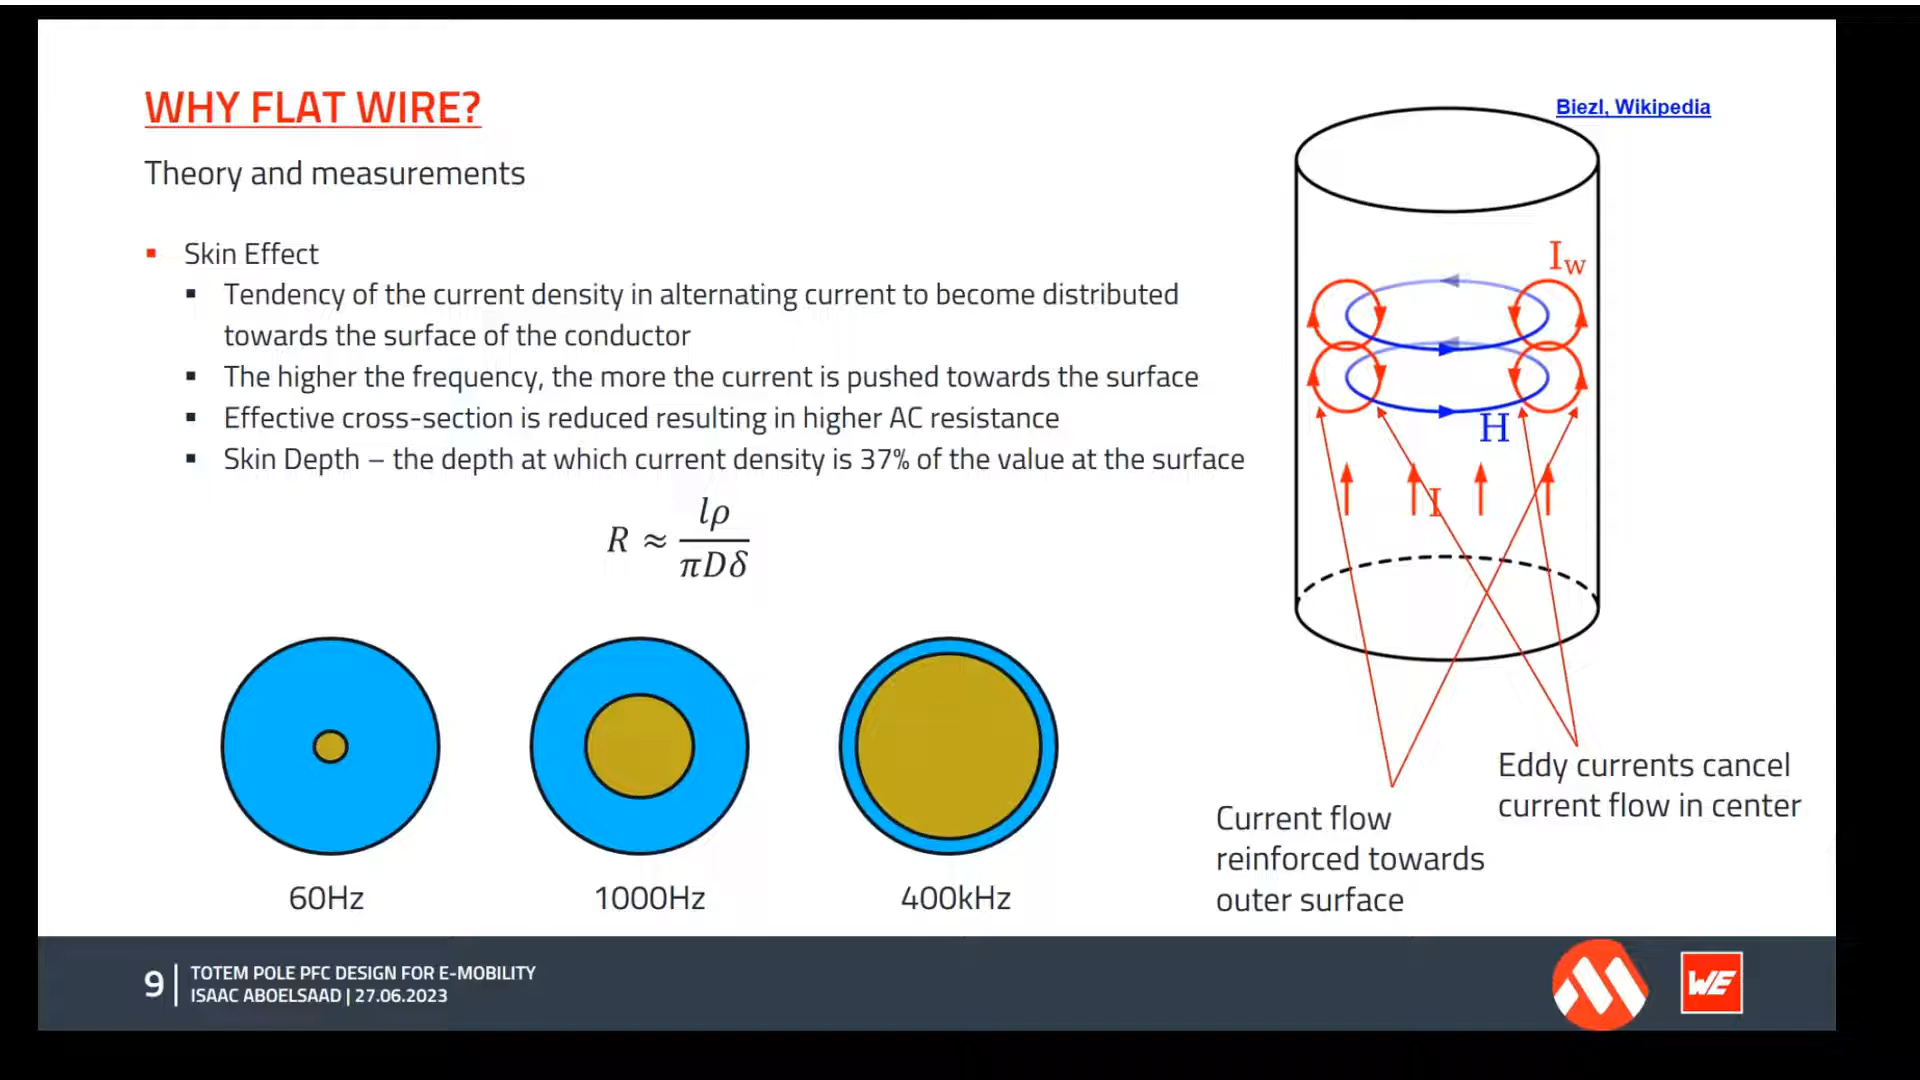 WHY FLAT WIRE?
Biezl, Wikipedia
Theory and measurements
Skin Effect
Tendency of the current density in alternating current to become distributed
towards the surface of the conductor
The higher the frequency, the more the current is pushed towards the surface
Effective cross-section is reduced resulting in higher AC resistance
Skin Depth – the depth at which current density is 37% of the value at the surface
R ≈ lρ / πDδ
I_w
H
I
60Hz
1000Hz
400kHz
Eddy currents cancel
current flow in center
Current flow
reinforced towards
outer surface
9
TOTEM POLE PFC DESIGN FOR E-MOBILITY
ISAAC ABOELSAAD | 27.06.2023
WE